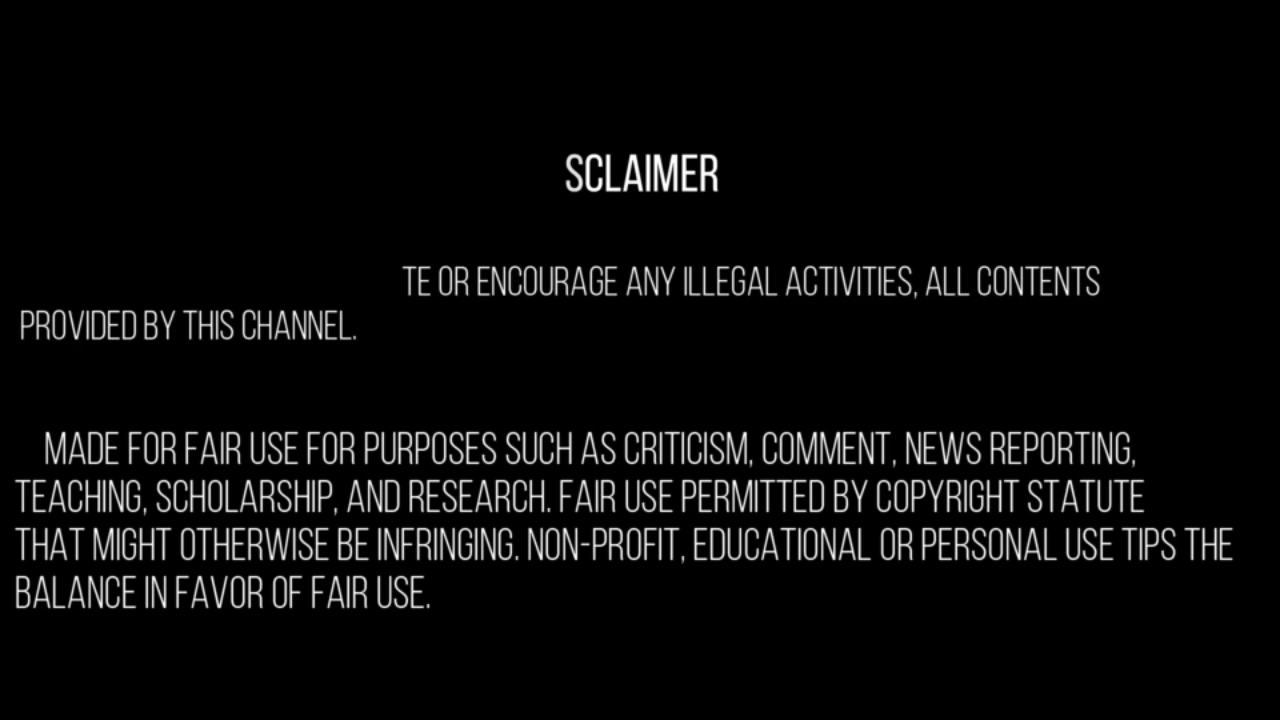 SCLAIMER
TE OR ENCOURAGE ANY ILLEGAL ACTIVITIES, ALL CONTENTS
PROVIDED BY THIS CHANNEL.
MADE FOR FAIR USE FOR PURPOSES SUCH AS CRITICISM, COMMENT, NEWS REPORTING,
TEACHING, SCHOLARSHIP, AND RESEARCH. FAIR USE PERMITTED BY COPYRIGHT STATUTE
THAT MIGHT OTHERWISE BE INFRINGING. NON-PROFIT, EDUCATIONAL OR PERSONAL USE TIPS THE
BALANCE IN FAVOR OF FAIR USE.